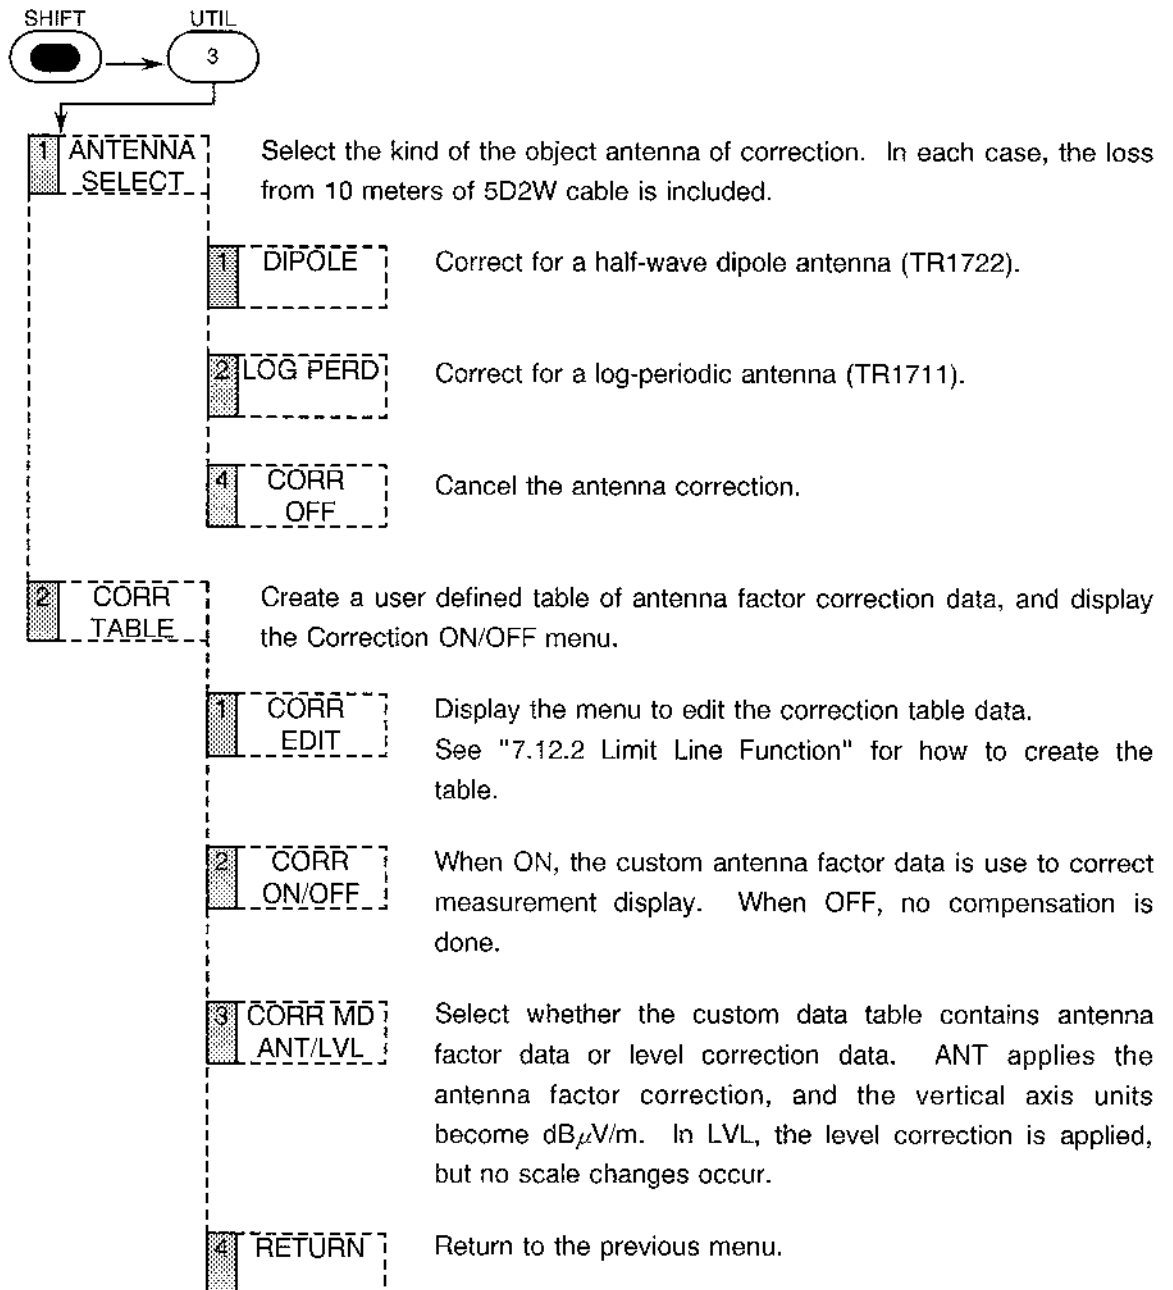 SHIFT UTIL
3
1 ANTENNA SELECT
Select the kind of the object antenna of correction. In each case, the loss
from 10 meters of 5D2W cable is included.
1 DIPOLE
Correct for a half-wave dipole antenna (TR1722).
2 LOG PERD
Correct for a log-periodic antenna (TR1711).
4 CORR OFF
Cancel the antenna correction.
2 CORR TABLE
Create a user defined table of antenna factor correction data, and display
the Correction ON/OFF menu.
1 CORR EDIT
Display the menu to edit the correction table data.
See "7.12.2 Limit Line Function" for how to create the
table.
2 CORR ON/OFF
When ON, the custom antenna factor data is use to correct
measurement display. When OFF, no compensation is
done.
3 CORR MD ANT/LVL
Select whether the custom data table contains antenna
factor data or level correction data. ANT applies the
antenna factor correction, and the vertical axis units
become dBµV/m. In LVL, the level correction is applied,
but no scale changes occur.
4 RETURN
Return to the previous menu.